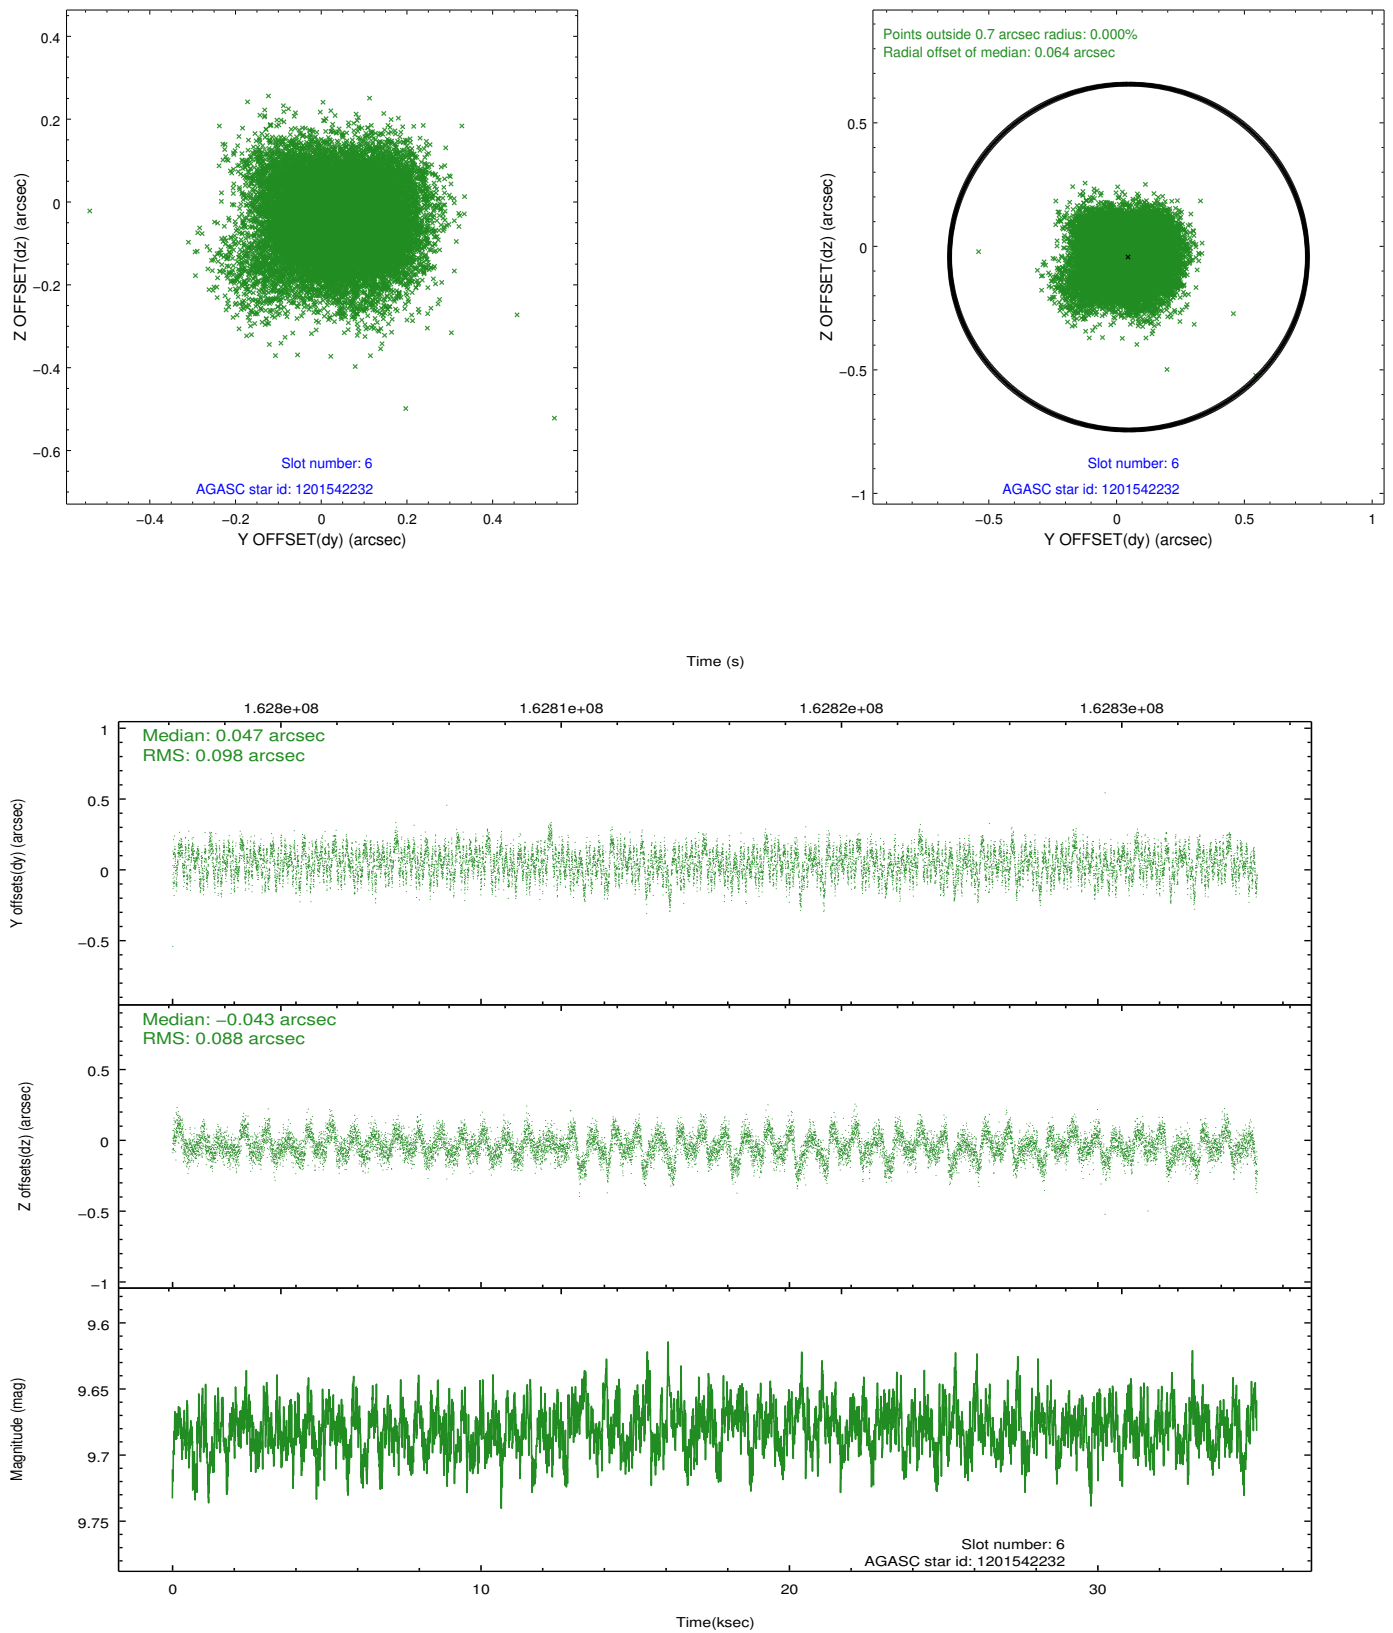 0.4
0.2
0
−0.2
−0.4
−0.6
Z OFFSET(dz) (arcsec)
Slot number: 6
AGASC star id: 1201542232
−0.4 −0.2 0 0.2 0.4
Y OFFSET(dy) (arcsec)
Points outside 0.7 arcsec radius: 0.000%
Radial offset of median: 0.064 arcsec
0.5
0
−0.5
−1
Z OFFSET(dz) (arcsec)
Slot number: 6
AGASC star id: 1201542232
−0.5 0 0.5 1
Y OFFSET(dy) (arcsec)
Time (s)
1.628e+08 1.6281e+08 1.6282e+08 1.6283e+08
Median: 0.047 arcsec
RMS: 0.098 arcsec
1
0.5
0
−0.5
Y offsets(dy) (arcsec)
Median: −0.043 arcsec
RMS: 0.088 arcsec
0.5
0
−0.5
−1
Z offsets(dz) (arcsec)
9.6
9.65
9.7
9.75
Magnitude (mag)
Slot number: 6
AGASC star id: 1201542232
0 10 20 30
Time(ksec)